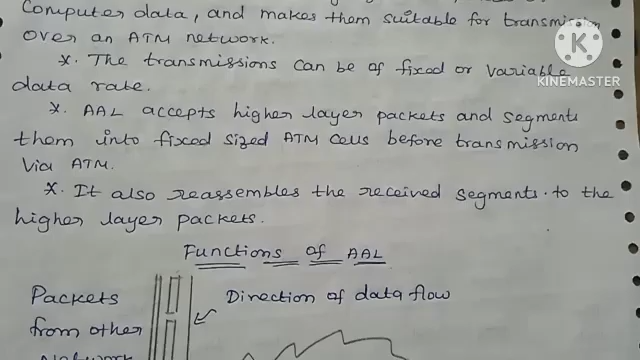 Computer data, and makes them suitable for transmission
over an ATM network.
*. The transmissions can be of fixed or variable
data rate.
*. AAL accepts higher layer packets and segments
them into fixed sized ATM cells before transmission
via ATM.
*. It also reassembles the received segments to the
higher layer packets.
Functions of AAL
Packets
from other
Network
Direction of data flow
KINEMASTER